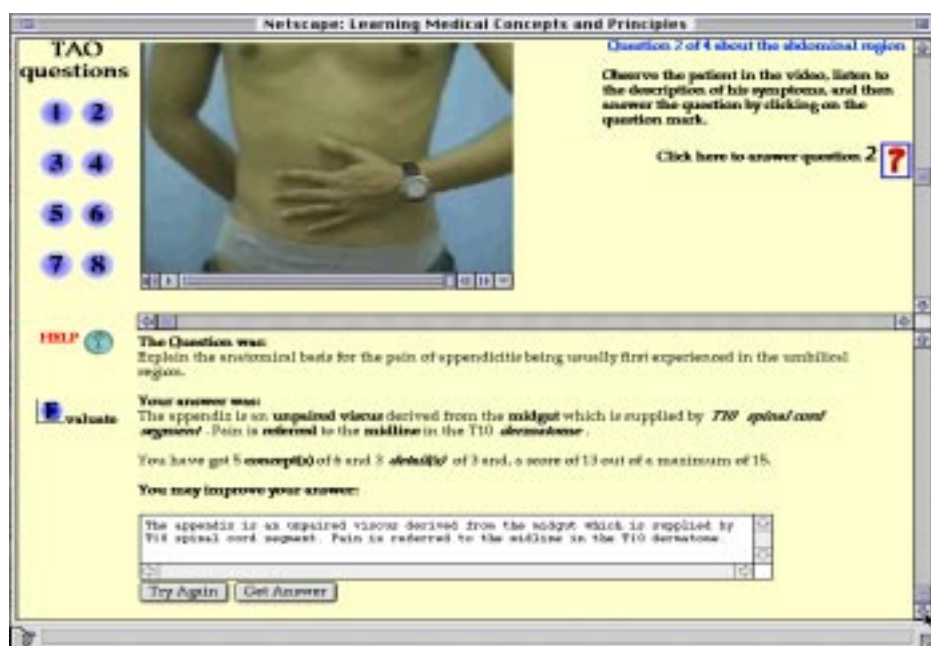 Netscape: Learning Medical Concepts and Principles
TAO
questions
1 2
3 4
5 6
7 8
Question 2 of 4 about the abdominal region
Observe the patient in the video, listen to
the description of his symptoms, and then
answer the question by clicking on the
question mark.
Click here to answer question 2 ?
HELP
Evaluate
The Question was:
Explain the anatomical basis for the pain of appendicitis being usually first experienced in the umbilical
region.
Your answer was:
The appendix is an unpaired viscus derived from the midgut which is supplied by T10 spinal cord
segment. Pain is referred to the midline in the T10 dermatome.
You have got 5 concept(s) of 6 and 3 detail(s) of 3 and, a score of 13 out of a maximum of 15.
You may improve your answer:
The appendix is an unpaired viscus derived from the midgut which is supplied by
T10 spinal cord segment. Pain is referred to the midline in the T10 dermatome.
Try Again Get Answer